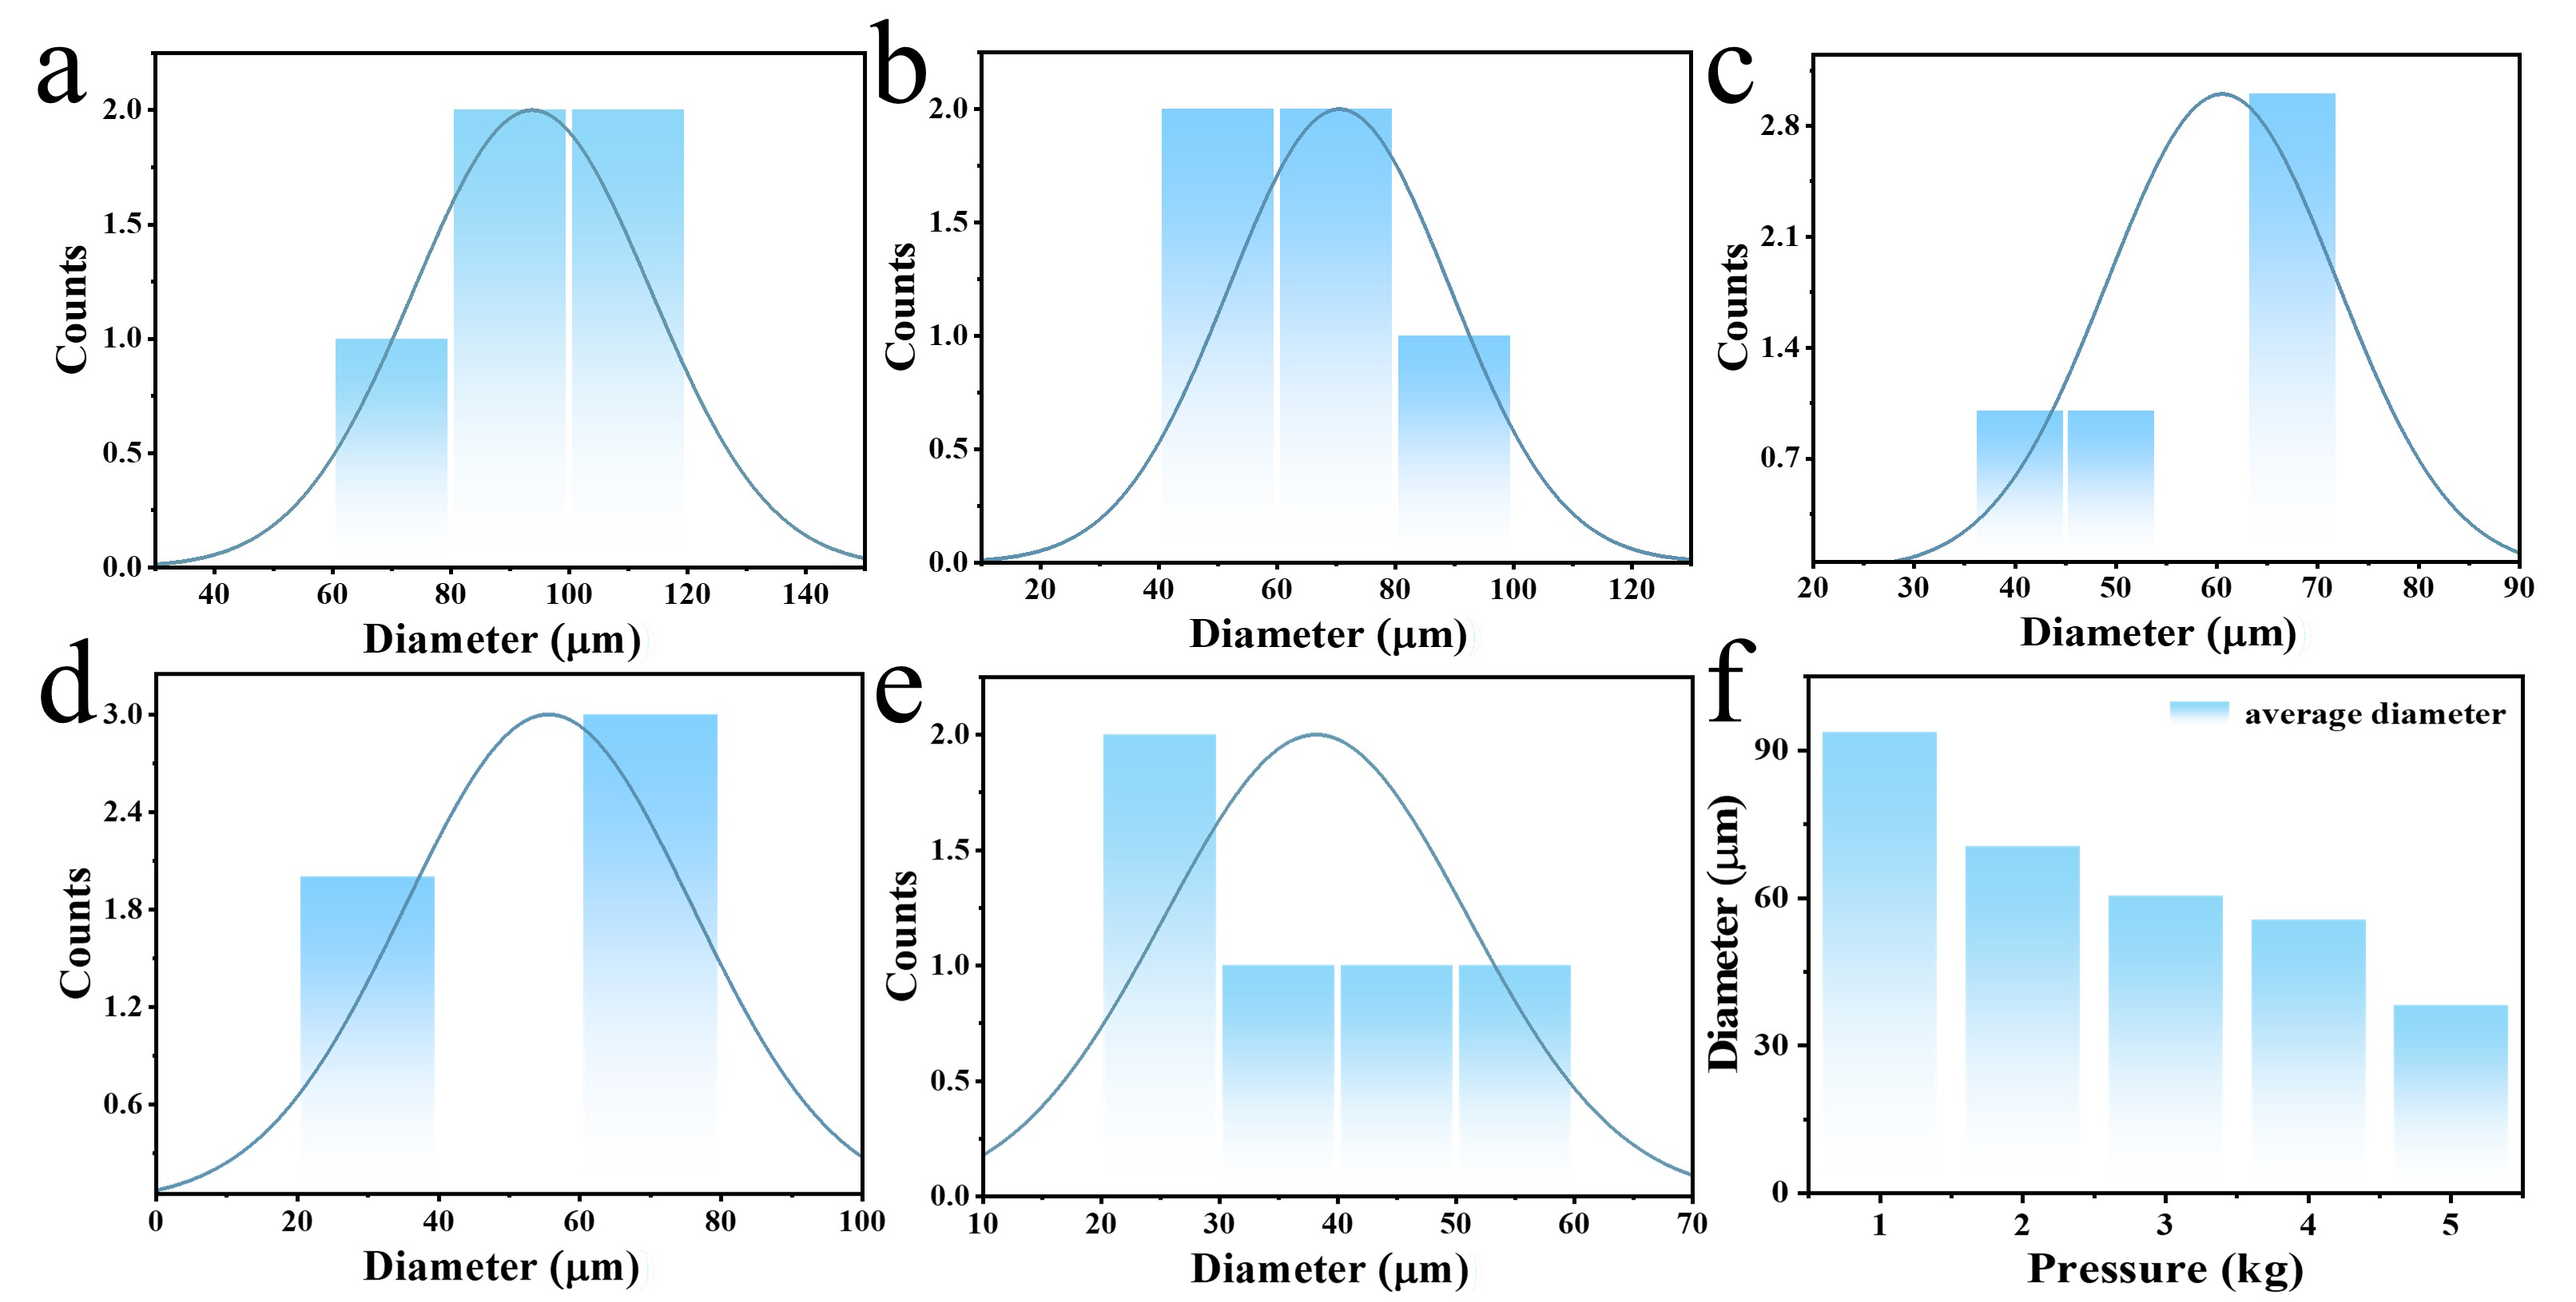 a
2.0
1.5
1.0
0.5
0.0
Counts
40 60 80 100 120 140
Diameter (μm)
b
2.0
1.5
1.0
0.5
0.0
Counts
20 40 60 80 100 120
Diameter (μm)
c
2.8
2.1
1.4
0.7
Counts
20 30 40 50 60 70 80 90
Diameter (μm)
d
3.0
2.4
1.8
1.2
0.6
Counts
0 20 40 60 80 100
Diameter (μm)
e
2.0
1.5
1.0
0.5
0.0
Counts
10 20 30 40 50 60 70
Diameter (μm)
f
average diameter
90
60
30
0
Diameter (μm)
1 2 3 4 5
Pressure (kg)